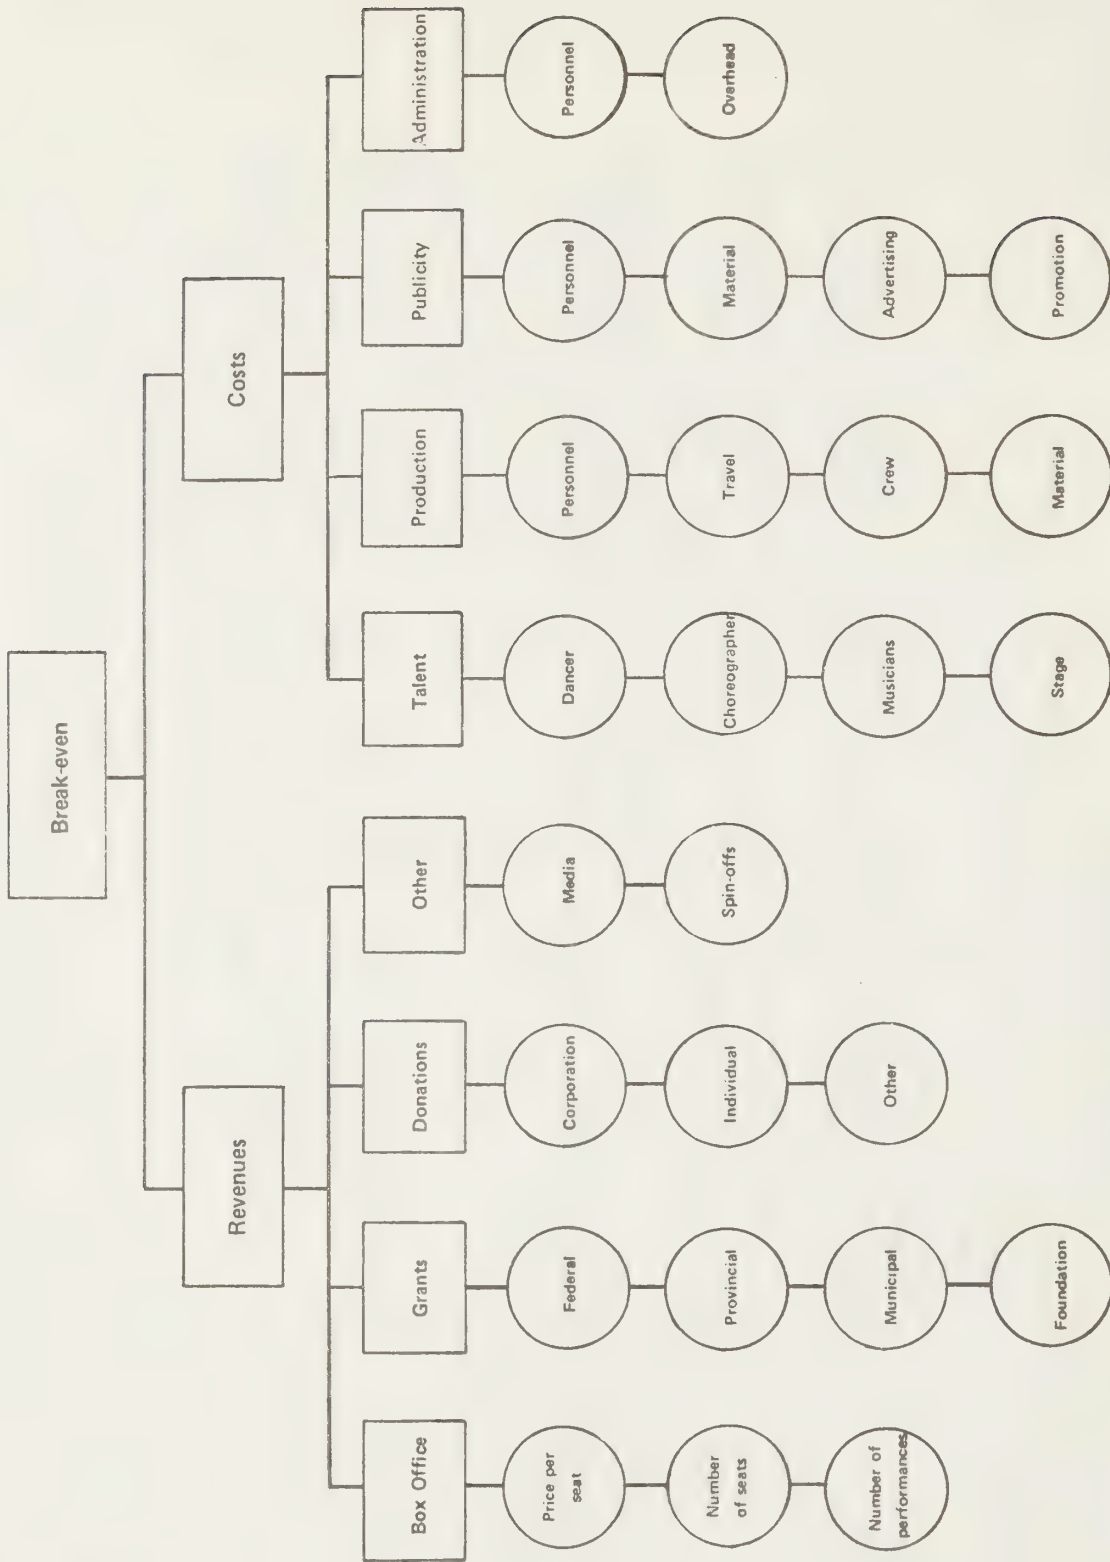 Break-even
Revenues
Costs
Box Office
Grants
Donations
Other
Talent
Production
Publicity
Administration
Price per
seat
Federal
Corporation
Media
Dancer
Personnel
Personnel
Personnel
Number
of seats
Provincial
Individual
Spin-offs
Choreographer
Travel
Material
Overhead
Number of
performances
Municipal
Other
Musicians
Crew
Advertising
Foundation
Stage
Material
Promotion